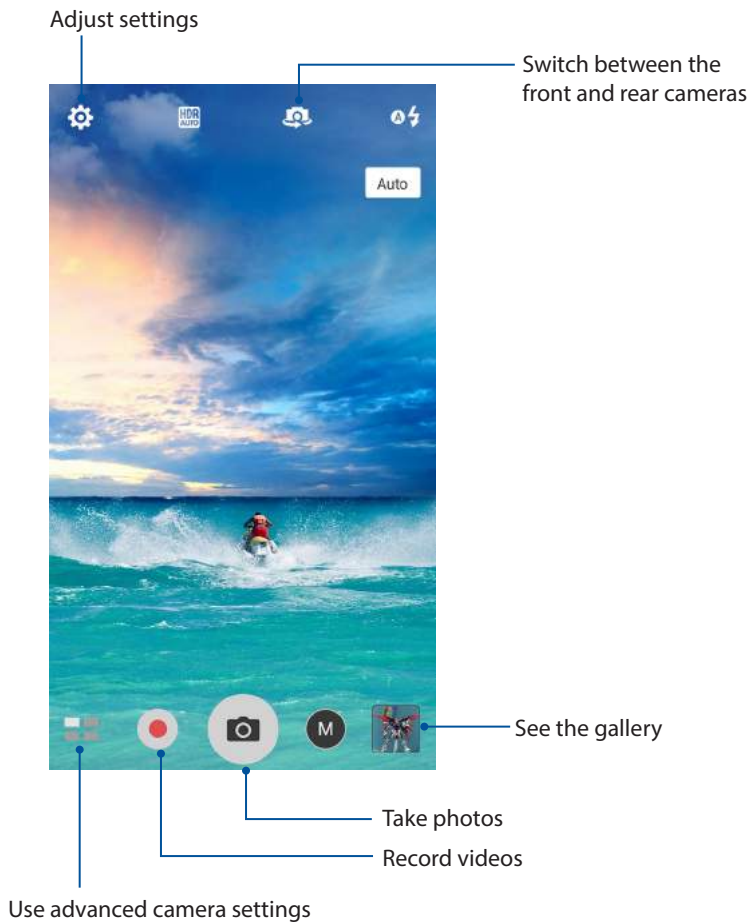 Adjust settings
Switch between the
front and rear cameras
HDR
AUTO
A
Auto
M
See the gallery
Take photos
Record videos
Use advanced camera settings